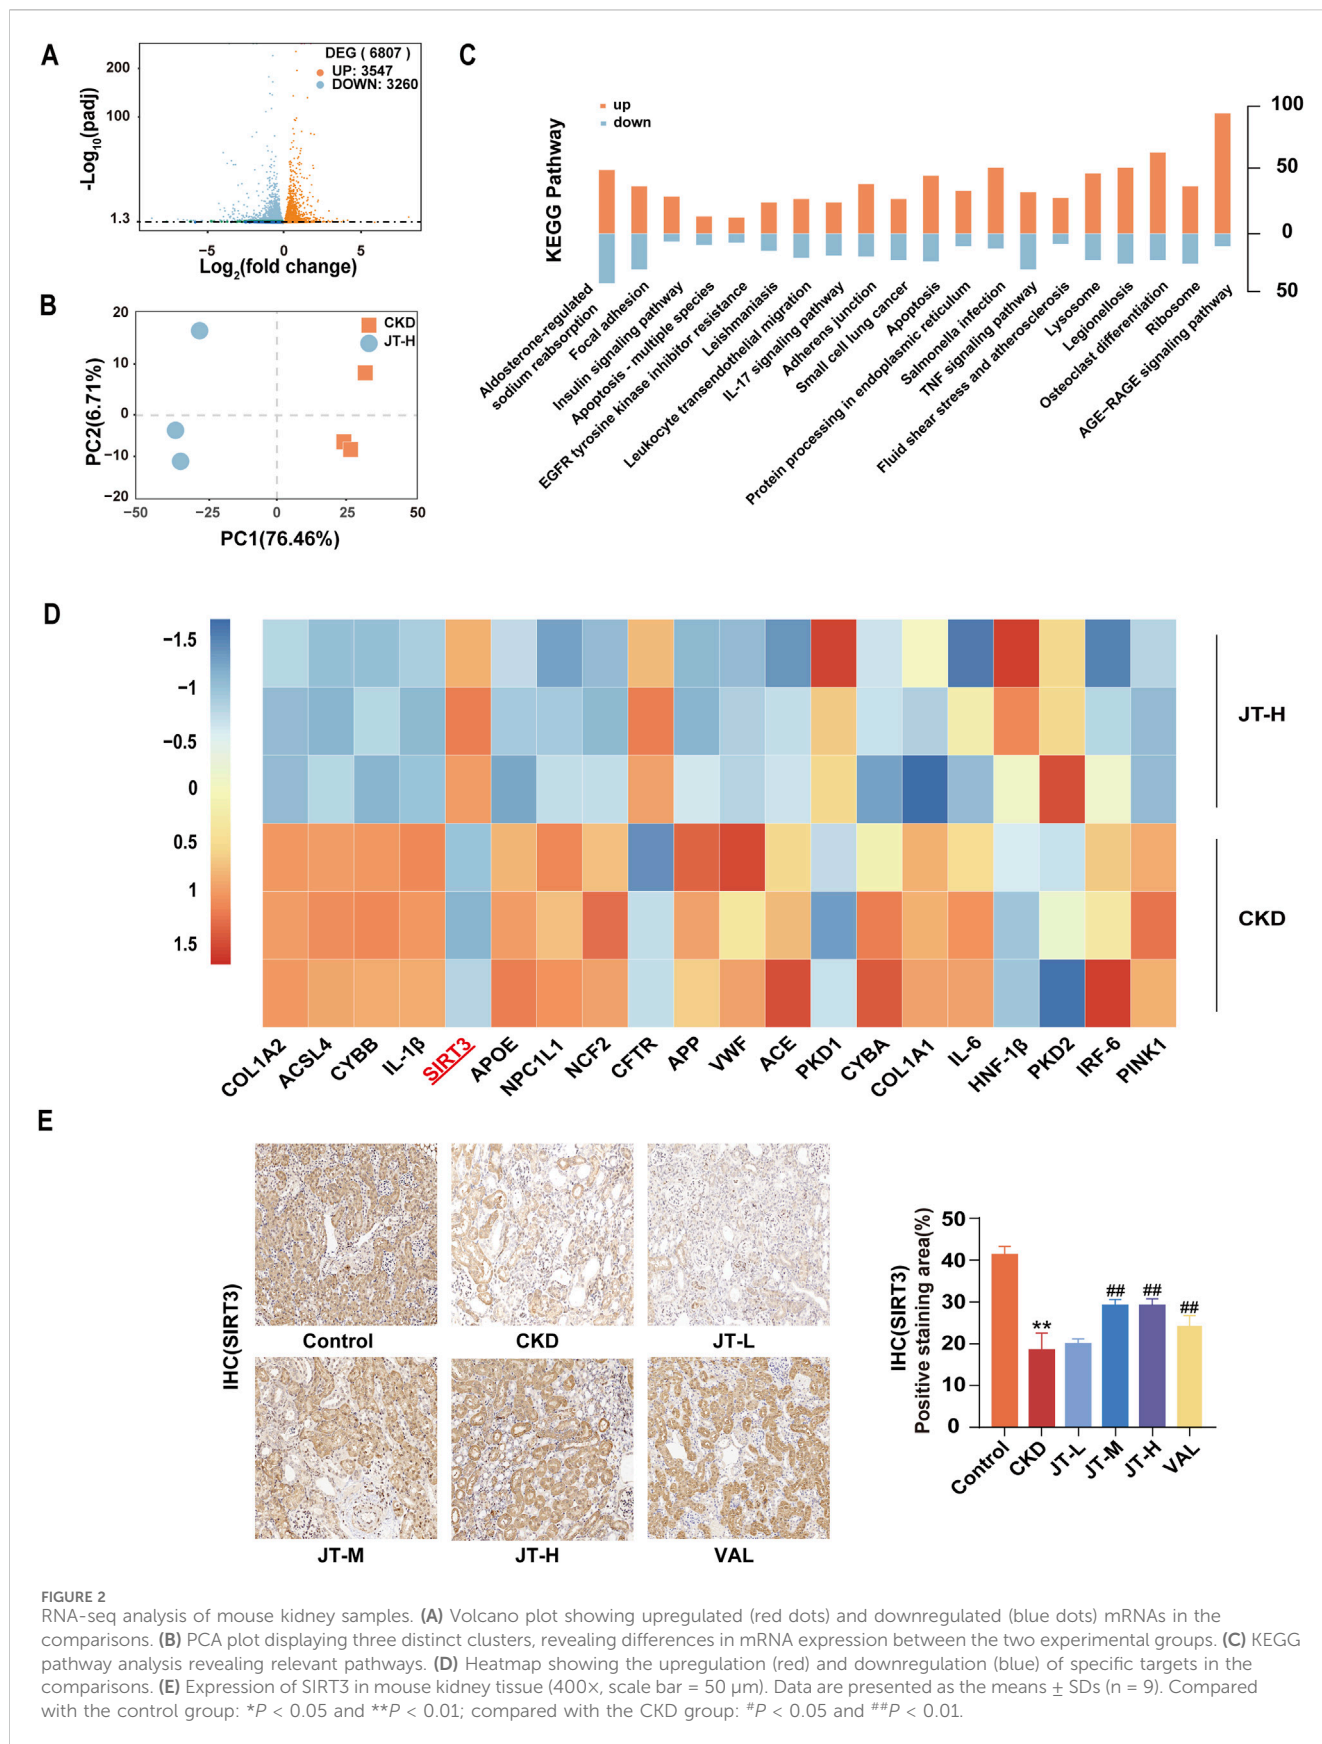 A
DEG ( 6807 )
UP: 3547
DOWN: 3260
200
100
1.3
-Log10(padj)
−5
0
5
Log2(fold change)
B
CKD
JT-H
20
10
0
−10
−20
PC2(6.71%)
−50
−25
0
25
50
PC1(76.46%)
C
up
down
KEGG Pathway
100
50
0
50
Aldosterone-regulated
sodium reabsorption
Focal adhesion
Insulin signaling pathway
Apoptosis - multiple species
EGFR tyrosine kinase inhibitor resistance
Leishmaniasis
Leukocyte transendothelial migration
IL-17 signaling pathway
Adherens junction
Small cell lung cancer
Apoptosis
Protein processing in endoplasmic reticulum
Salmonella infection
TNF signaling pathway
Fluid shear stress and atherosclerosis
Lysosome
Legionellosis
Osteoclast differentiation
Ribosome
AGE−RAGE signaling pathway
D
−1.5
−1
−0.5
0
0.5
1
1.5
JT-H
CKD
COL1A2
ACSL4
CYBB
IL-1β
SIRT3
APOE
NPC1L1
NCF2
CFTR
APP
VWF
ACE
PKD1
CYBA
COL1A1
IL-6
HNF-1β
PKD2
IRF-6
PINK1
E
IHC(SIRT3)
Control
CKD
JT-L
JT-M
JT-H
VAL
IHC(SIRT3)
Positive staining area(%)
50
40
30
20
10
0
**
##
##
##
Control
CKD
JT-L
JT-M
JT-H
VAL
FIGURE 2
RNA-seq analysis of mouse kidney samples. (A) Volcano plot showing upregulated (red dots) and downregulated (blue dots) mRNAs in the
comparisons. (B) PCA plot displaying three distinct clusters, revealing differences in mRNA expression between the two experimental groups. (C) KEGG
pathway analysis revealing relevant pathways. (D) Heatmap showing the upregulation (red) and downregulation (blue) of specific targets in the
comparisons. (E) Expression of SIRT3 in mouse kidney tissue (400×, scale bar = 50 μm). Data are presented as the means ± SDs (n = 9). Compared
with the control group: *P < 0.05 and **P < 0.01; compared with the CKD group: #P < 0.05 and ##P < 0.01.